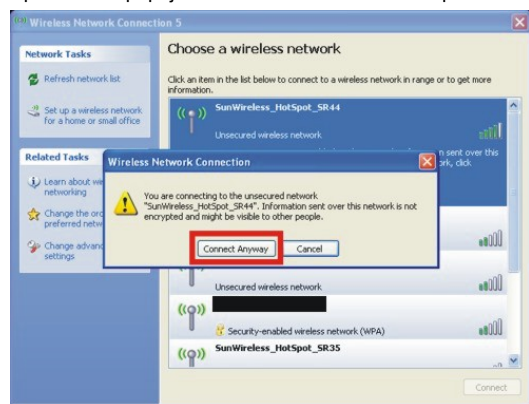 Wireless Network Connection 5
Network Tasks
Refresh network list
Set up a wireless network
for a home or small office
Related Tasks
Learn about wir
networking
Change the ord
preferred netw
Change advanc
settings
Choose a wireless network
Click an item in the list below to connect to a wireless network in range or to get more
information.
SunWireless_HotSpot_SR44
Unsecured wireless network
n sent over this
ork, click
Wireless Network Connection
You are connecting to the unsecured network
"SunWireless_HotSpot_SR44". Information sent over this network is not
encrypted and might be visible to other people.
Connect Anyway
Cancel
Unsecured wireless network
Security-enabled wireless network (WPA)
SunWireless_HotSpot_SR35
Connect